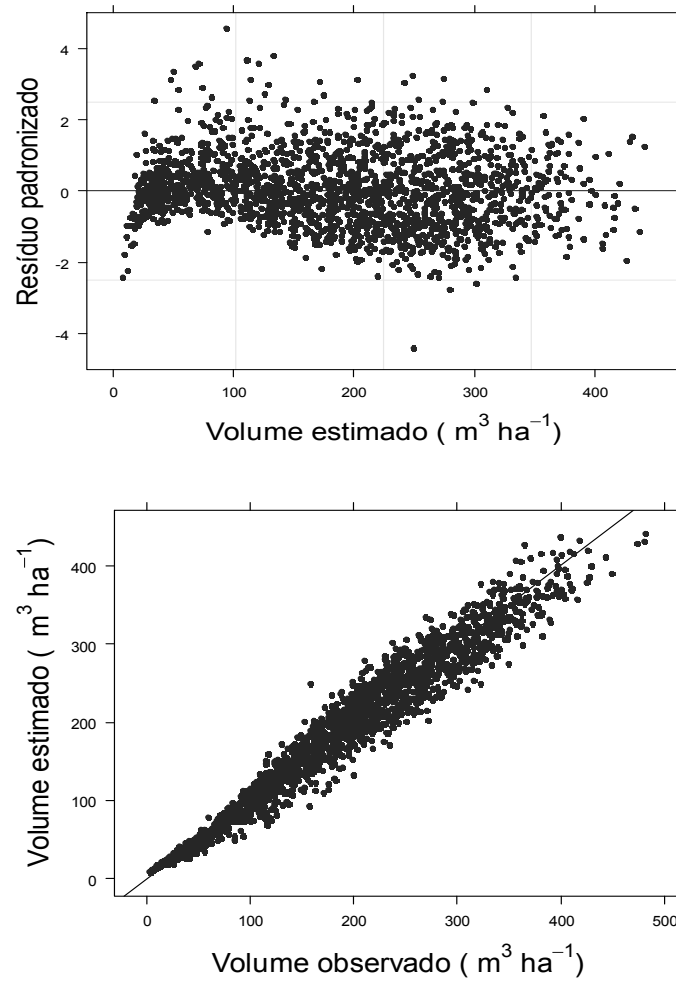 4
2
0
-2
-4
Resíduo padronizado
0 100 200 300 400
Volume estimado ( m³ ha⁻¹)
400
300
200
100
0
Volume estimado ( m³ ha⁻¹)
0 100 200 300 400 500
Volume observado ( m³ ha⁻¹)